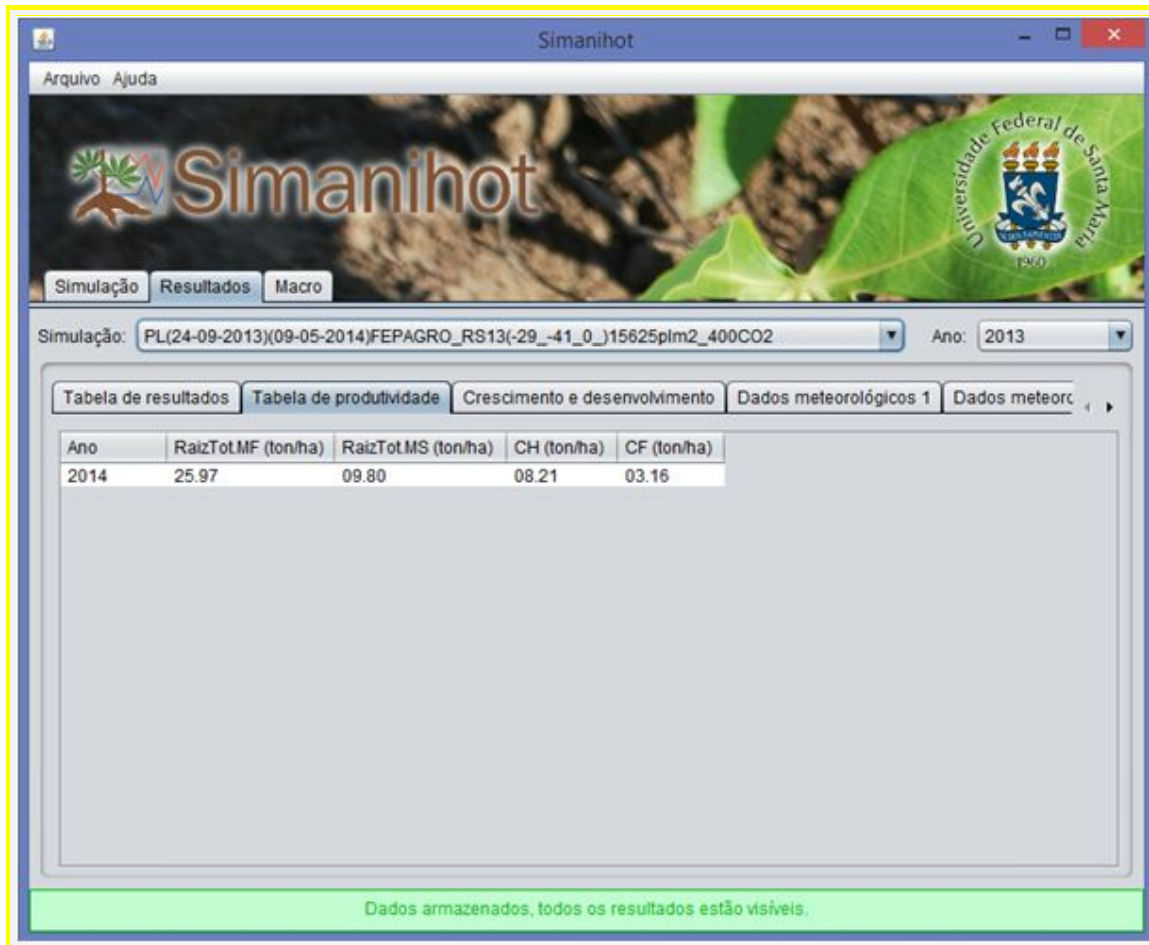 Simanihot
Arquivo Ajuda
Simanihot
Universidade Federal de Santa Maria
1960
Simulação Resultados Macro
Simulação: PL(24-09-2013)(09-05-2014)FEPAGRO_RS13(-29_-41_0_)15625plm2_400CO2 Ano: 2013
Tabela de resultados Tabela de produtividade Crescimento e desenvolvimento Dados meteorológicos 1 Dados meteorc
Ano RaizTot.MF (ton/ha) RaizTot.MS (ton/ha) CH (ton/ha) CF (ton/ha)
2014 25.97 09.80 08.21 03.16
Dados armazenados, todos os resultados estão visíveis.